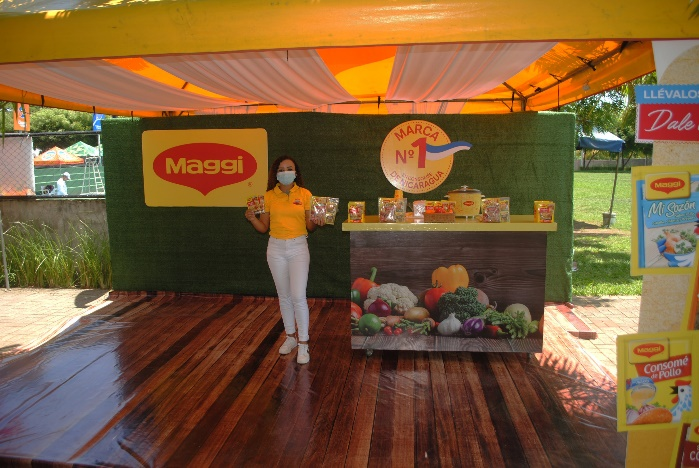 Maggi
MARCA
Nº1
DE NICARAGUA
LLÉVALOS
Dale
Maggi
Mi Sazón
Maggi
Consomé
de Pollo